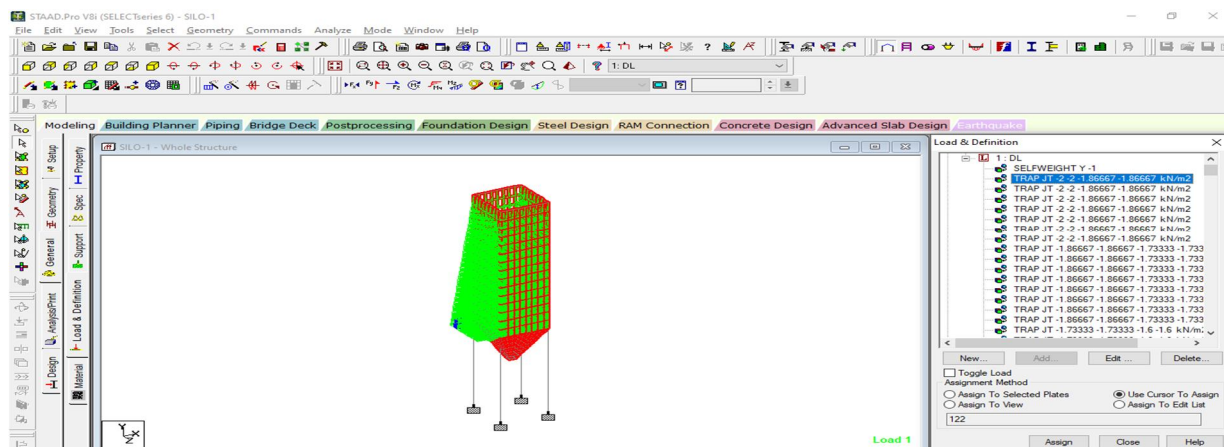 STAAD.Pro V8i (SELECTseries 6) - SILO-1
File Edit View Tools Select Geometry Commands Analyze Mode Window Help
1: DL
Modeling Building Planner Piping Bridge Deck Postprocessing Foundation Design Steel Design RAM Connection Concrete Design Advanced Slab Design Earthquake
Setup
Geometry
General
Analysis/Print
Design
Property
Spec
Support
Load & Definition
Material
SILO-1 - Whole Structure
Load 1
Load & Definition
1 : DL
SELFWEIGHT Y -1
TRAP JT -2 -2 -1.86667 -1.86667 kN/m2
TRAP JT -2 -2 -1.86667 -1.86667 kN/m2
TRAP JT -2 -2 -1.86667 -1.86667 kN/m2
TRAP JT -2 -2 -1.86667 -1.86667 kN/m2
TRAP JT -2 -2 -1.86667 -1.86667 kN/m2
TRAP JT -2 -2 -1.86667 -1.86667 kN/m2
TRAP JT -2 -2 -1.86667 -1.86667 kN/m2
TRAP JT -1.86667 -1.86667 -1.73333 -1.733
TRAP JT -1.86667 -1.86667 -1.73333 -1.733
TRAP JT -1.86667 -1.86667 -1.73333 -1.733
TRAP JT -1.86667 -1.86667 -1.73333 -1.733
TRAP JT -1.86667 -1.86667 -1.73333 -1.733
TRAP JT -1.86667 -1.86667 -1.73333 -1.733
TRAP JT -1.86667 -1.86667 -1.73333 -1.733
TRAP JT -1.73333 -1.73333 -1.6 -1.6 kN/m
New... Add... Edit ... Delete...
Toggle Load
Assignment Method
Assign To Selected Plates Use Cursor To Assign
Assign To View Assign To Edit List
122
Assign Close Help